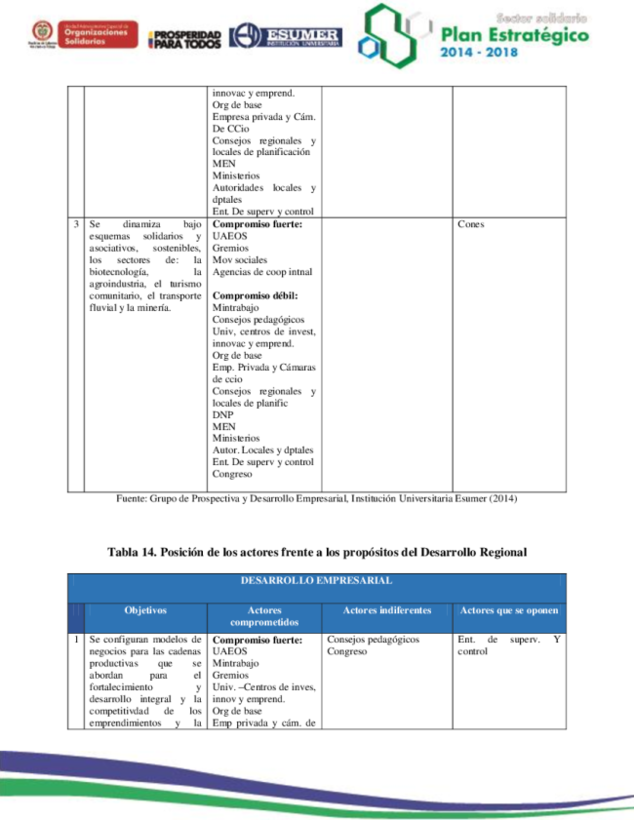 Organizaciones
Solidarias
PROSPERIDAD
PARA TODOS
ESUMER
INSTITUCIÓN UNIVERSITARIA
Sector solidario
Plan Estratégico
2014 - 2018
innovac y emprend.
Org de base
Empresa privada y Cám.
De CCio
Consejos regionales y
locales de planificación
MEN
Ministerios
Autoridades locales y
dptales
Ent. De superv y control
3 Se dinamiza bajo
esquemas solidarios y
asociativos, sostenibles,
los sectores de: la
biotecnología, la
agroindustria, el turismo
comunitario, el transporte
fluvial y la minería.
Compromiso fuerte:
UAEOS
Gremios
Mov sociales
Agencias de coop intnal
Compromiso débil:
Mintrabajo
Consejos pedagógicos
Univ, centros de invest,
innovac y emprend.
Org de base
Emp. Privada y Cámaras
de ccio
Consejos regionales y
locales de planific
DNP
MEN
Ministerios
Autor. Locales y dptales
Ent. De superv y control
Congreso
Cones
Fuente: Grupo de Prospectiva y Desarrollo Empresarial, Institución Universitaria Esumer (2014)
Tabla 14. Posición de los actores frente a los propósitos del Desarrollo Regional
DESARROLLO EMPRESARIAL
Objetivos
Actores
comprometidos
Actores indiferentes
Actores que se oponen
1 Se configuran modelos de
negocios para las cadenas
productivas que se
abordan para el
fortalecimiento y
desarrollo integral y la
competitividad de los
emprendimientos y la
Compromiso fuerte:
UAEOS
Mintrabajo
Gremios
Univ. –Centros de inves,
innov y emprend.
Org de base
Emp privada y cám. de
Consejos pedagógicos
Congreso
Ent. de superv. Y
control